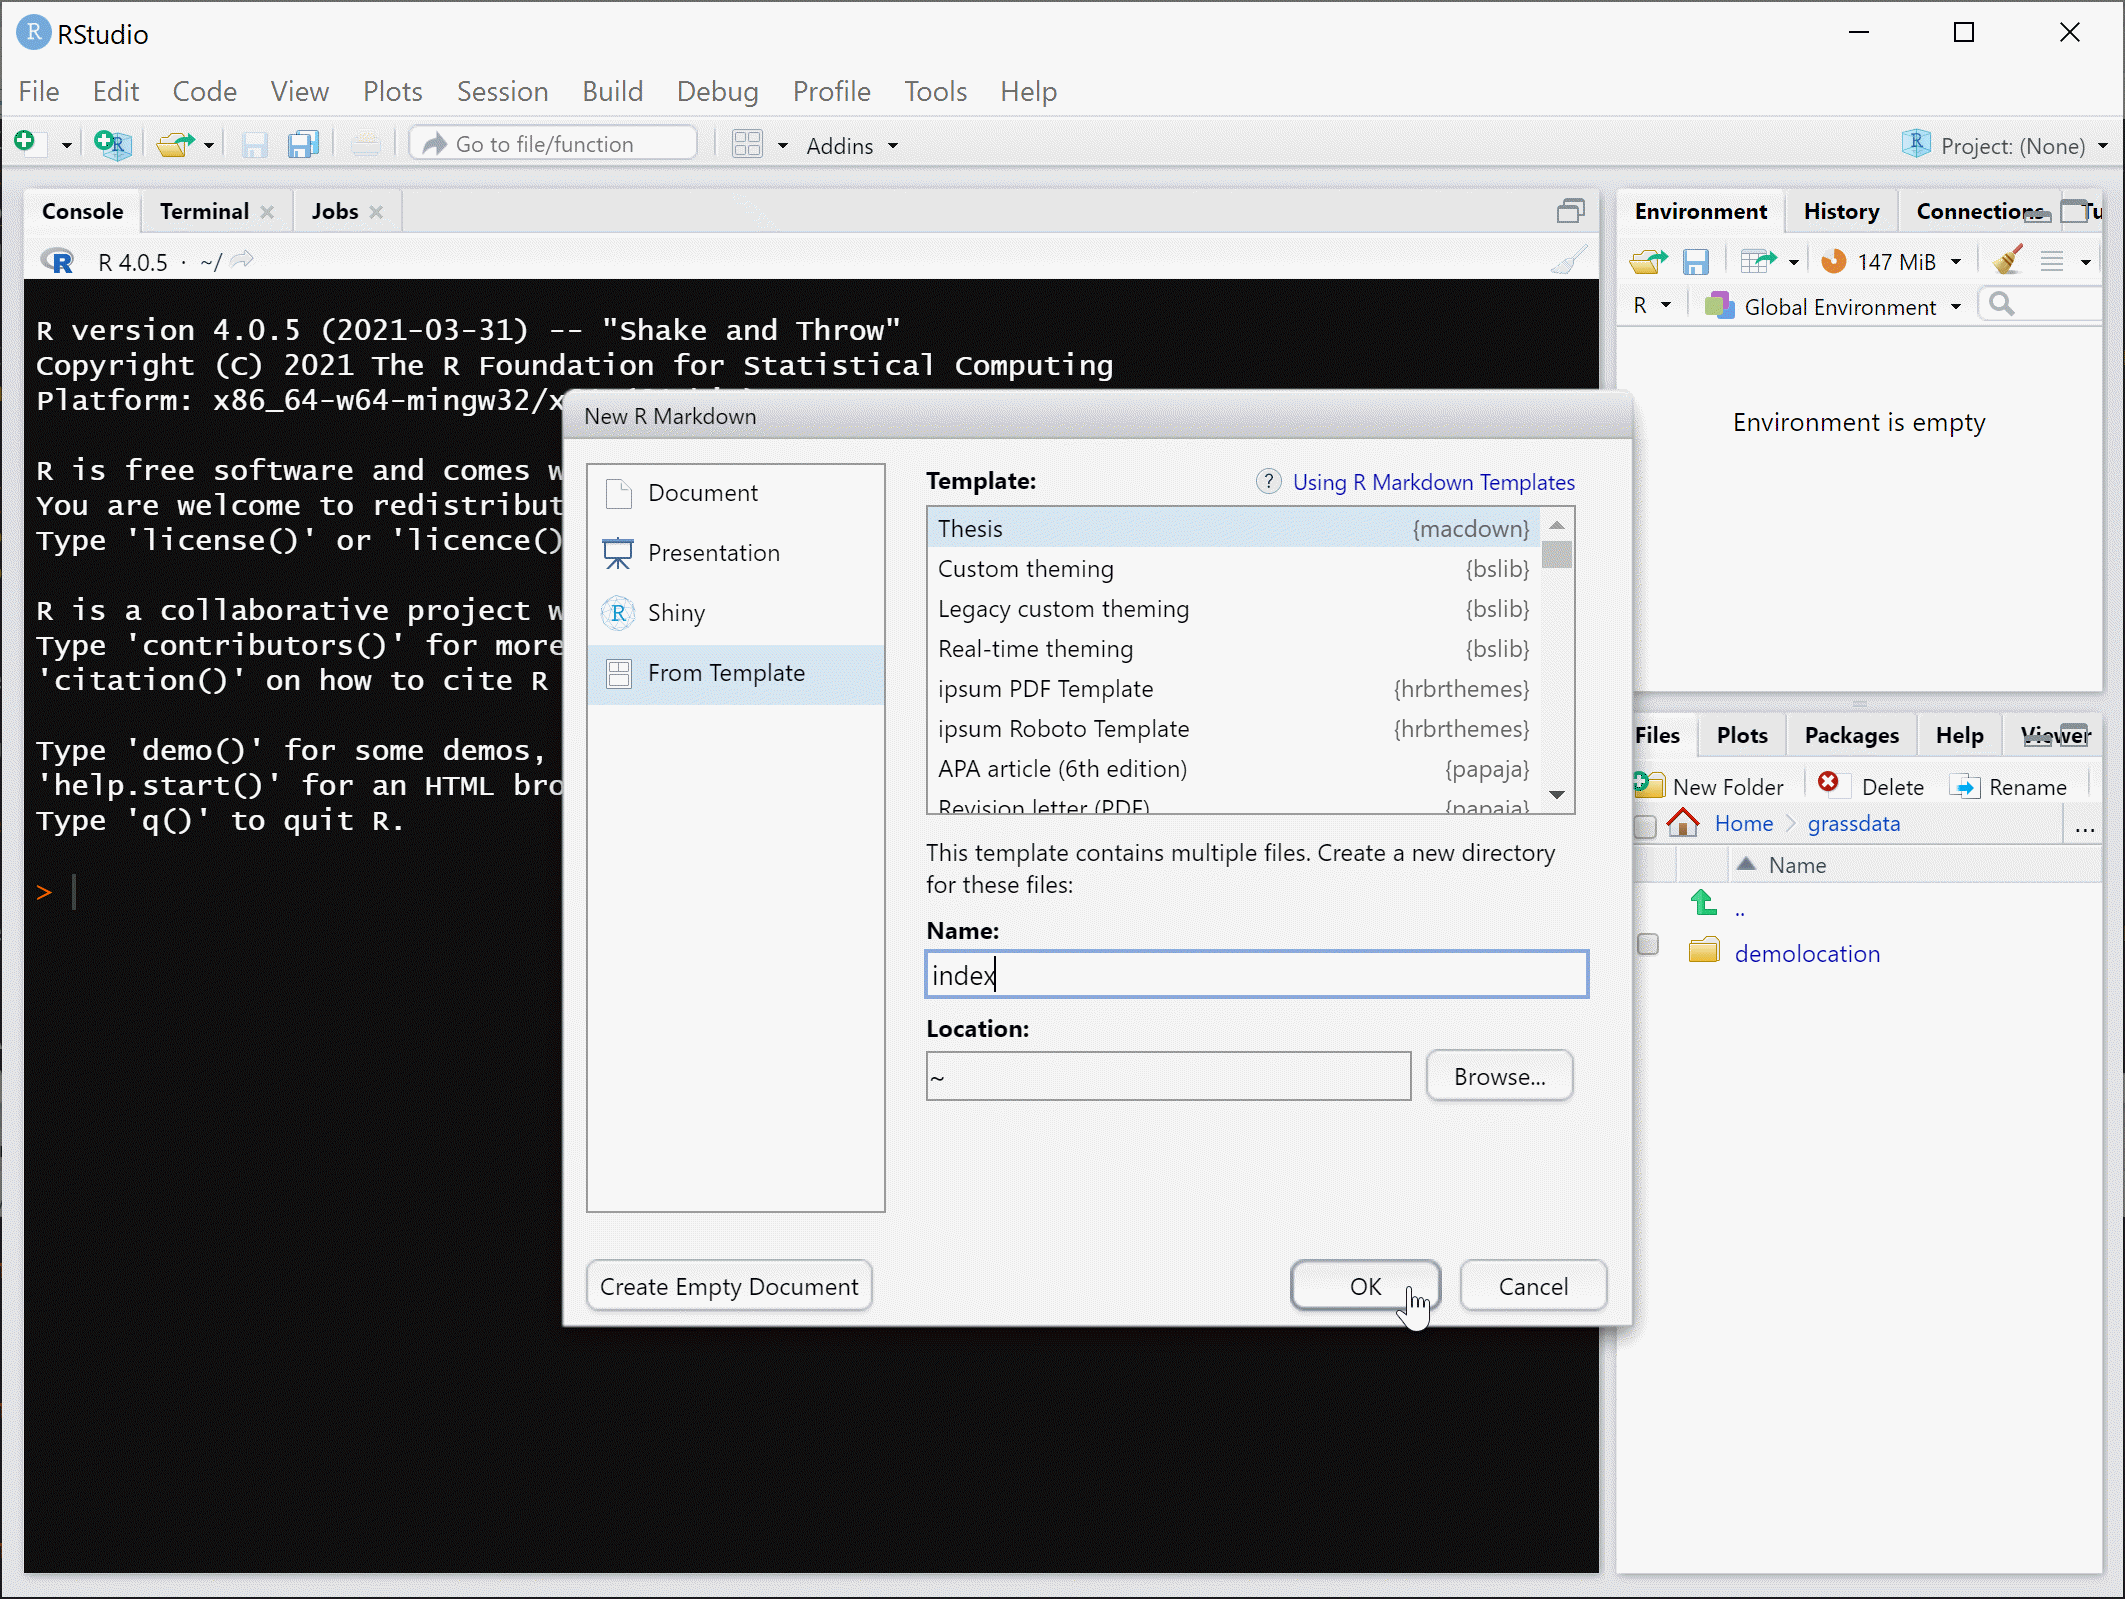 RStudio
File Edit Code View Plots Session Build Debug Profile Tools Help
Go to file/function
Addins
Project: (None)
Console Terminal Jobs
R 4.0.5 · ~/
R version 4.0.5 (2021-03-31) -- "Shake and Throw"
Copyright (C) 2021 The R Foundation for Statistical Computing
Platform: x86_64-w64-mingw32/x
R is free software and comes w
You are welcome to redistribut
Type 'license()' or 'licence()
R is a collaborative project w
Type 'contributors()' for more
'citation()' on how to cite R
Type 'demo()' for some demos,
'help.start()' for an HTML bro
Type 'q()' to quit R.
>
New R Markdown
Document
Presentation
Shiny
From Template
Template:
Using R Markdown Templates
Thesis {macdown}
Custom theming {bslib}
Legacy custom theming {bslib}
Real-time theming {bslib}
ipsum PDF Template {hrbrthemes}
ipsum Roboto Template {hrbrthemes}
APA article (6th edition) {papaja}
Revision letter (PDF) {papaja}
This template contains multiple files. Create a new directory
for these files:
Name:
index
Location:
~
Browse...
Create Empty Document
OK
Cancel
Environment History Connections Tu
147 MiB
R Global Environment
Environment is empty
Files Plots Packages Help Viewer
New Folder Delete Rename
Home grassdata ...
Name
..
demolocation